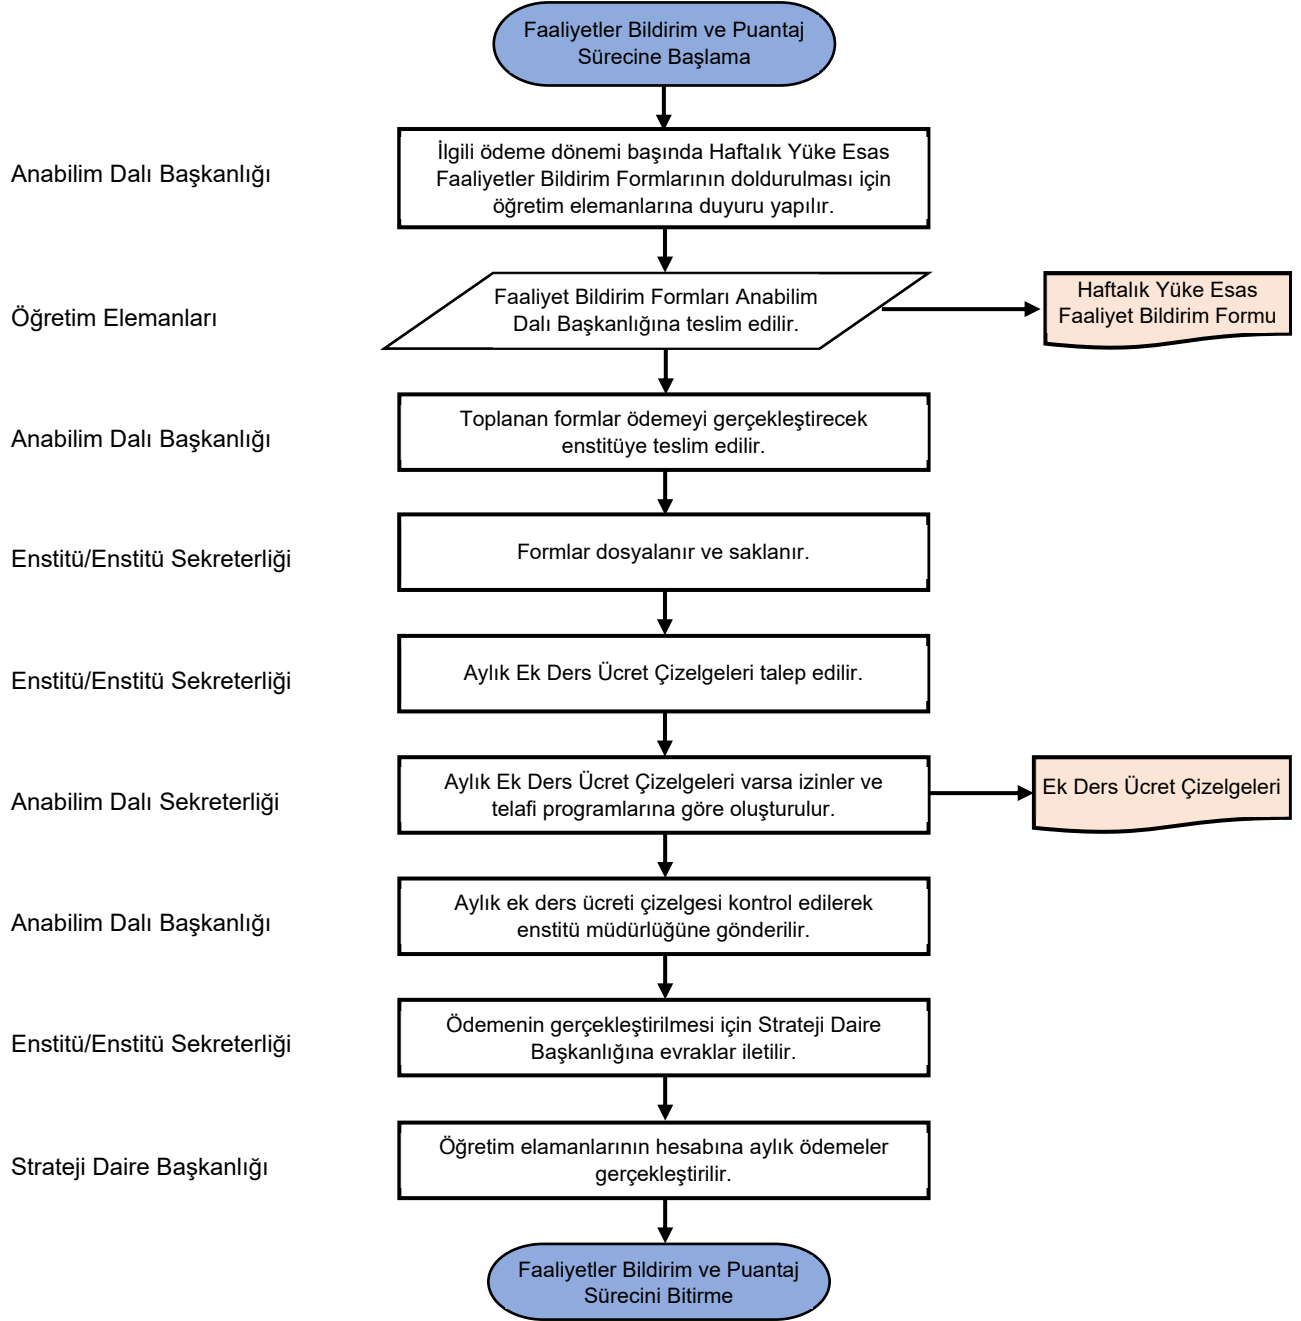 Faaliyetler Bildirim ve Puantaj
Sürecine Başlama
Anabilim Dalı Başkanlığı
İlgili ödeme dönemi başında Haftalık Yüke Esas
Faaliyetler Bildirim Formlarının doldurulması için
öğretim elemanlarına duyuru yapılır.
Öğretim Elemanları
Faaliyet Bildirim Formları Anabilim
Dalı Başkanlığına teslim edilir.
Haftalık Yüke Esas
Faaliyet Bildirim Formu
Anabilim Dalı Başkanlığı
Toplanan formlar ödemeyi gerçekleştirecek
enstitüye teslim edilir.
Enstitü/Enstitü Sekreterliği
Formlar dosyalanır ve saklanır.
Enstitü/Enstitü Sekreterliği
Aylık Ek Ders Ücret Çizelgeleri talep edilir.
Anabilim Dalı Sekreterliği
Aylık Ek Ders Ücret Çizelgeleri varsa izinler ve
telafi programlarına göre oluşturulur.
Ek Ders Ücret Çizelgeleri
Anabilim Dalı Başkanlığı
Aylık ek ders ücreti çizelgesi kontrol edilerek
enstitü müdürlüğüne gönderilir.
Enstitü/Enstitü Sekreterliği
Ödemenin gerçekleştirilmesi için Strateji Daire
Başkanlığına evraklar iletilir.
Strateji Daire Başkanlığı
Öğretim elamanlarının hesabına aylık ödemeler
gerçekleştirilir.
Faaliyetler Bildirim ve Puantaj
Sürecini Bitirme